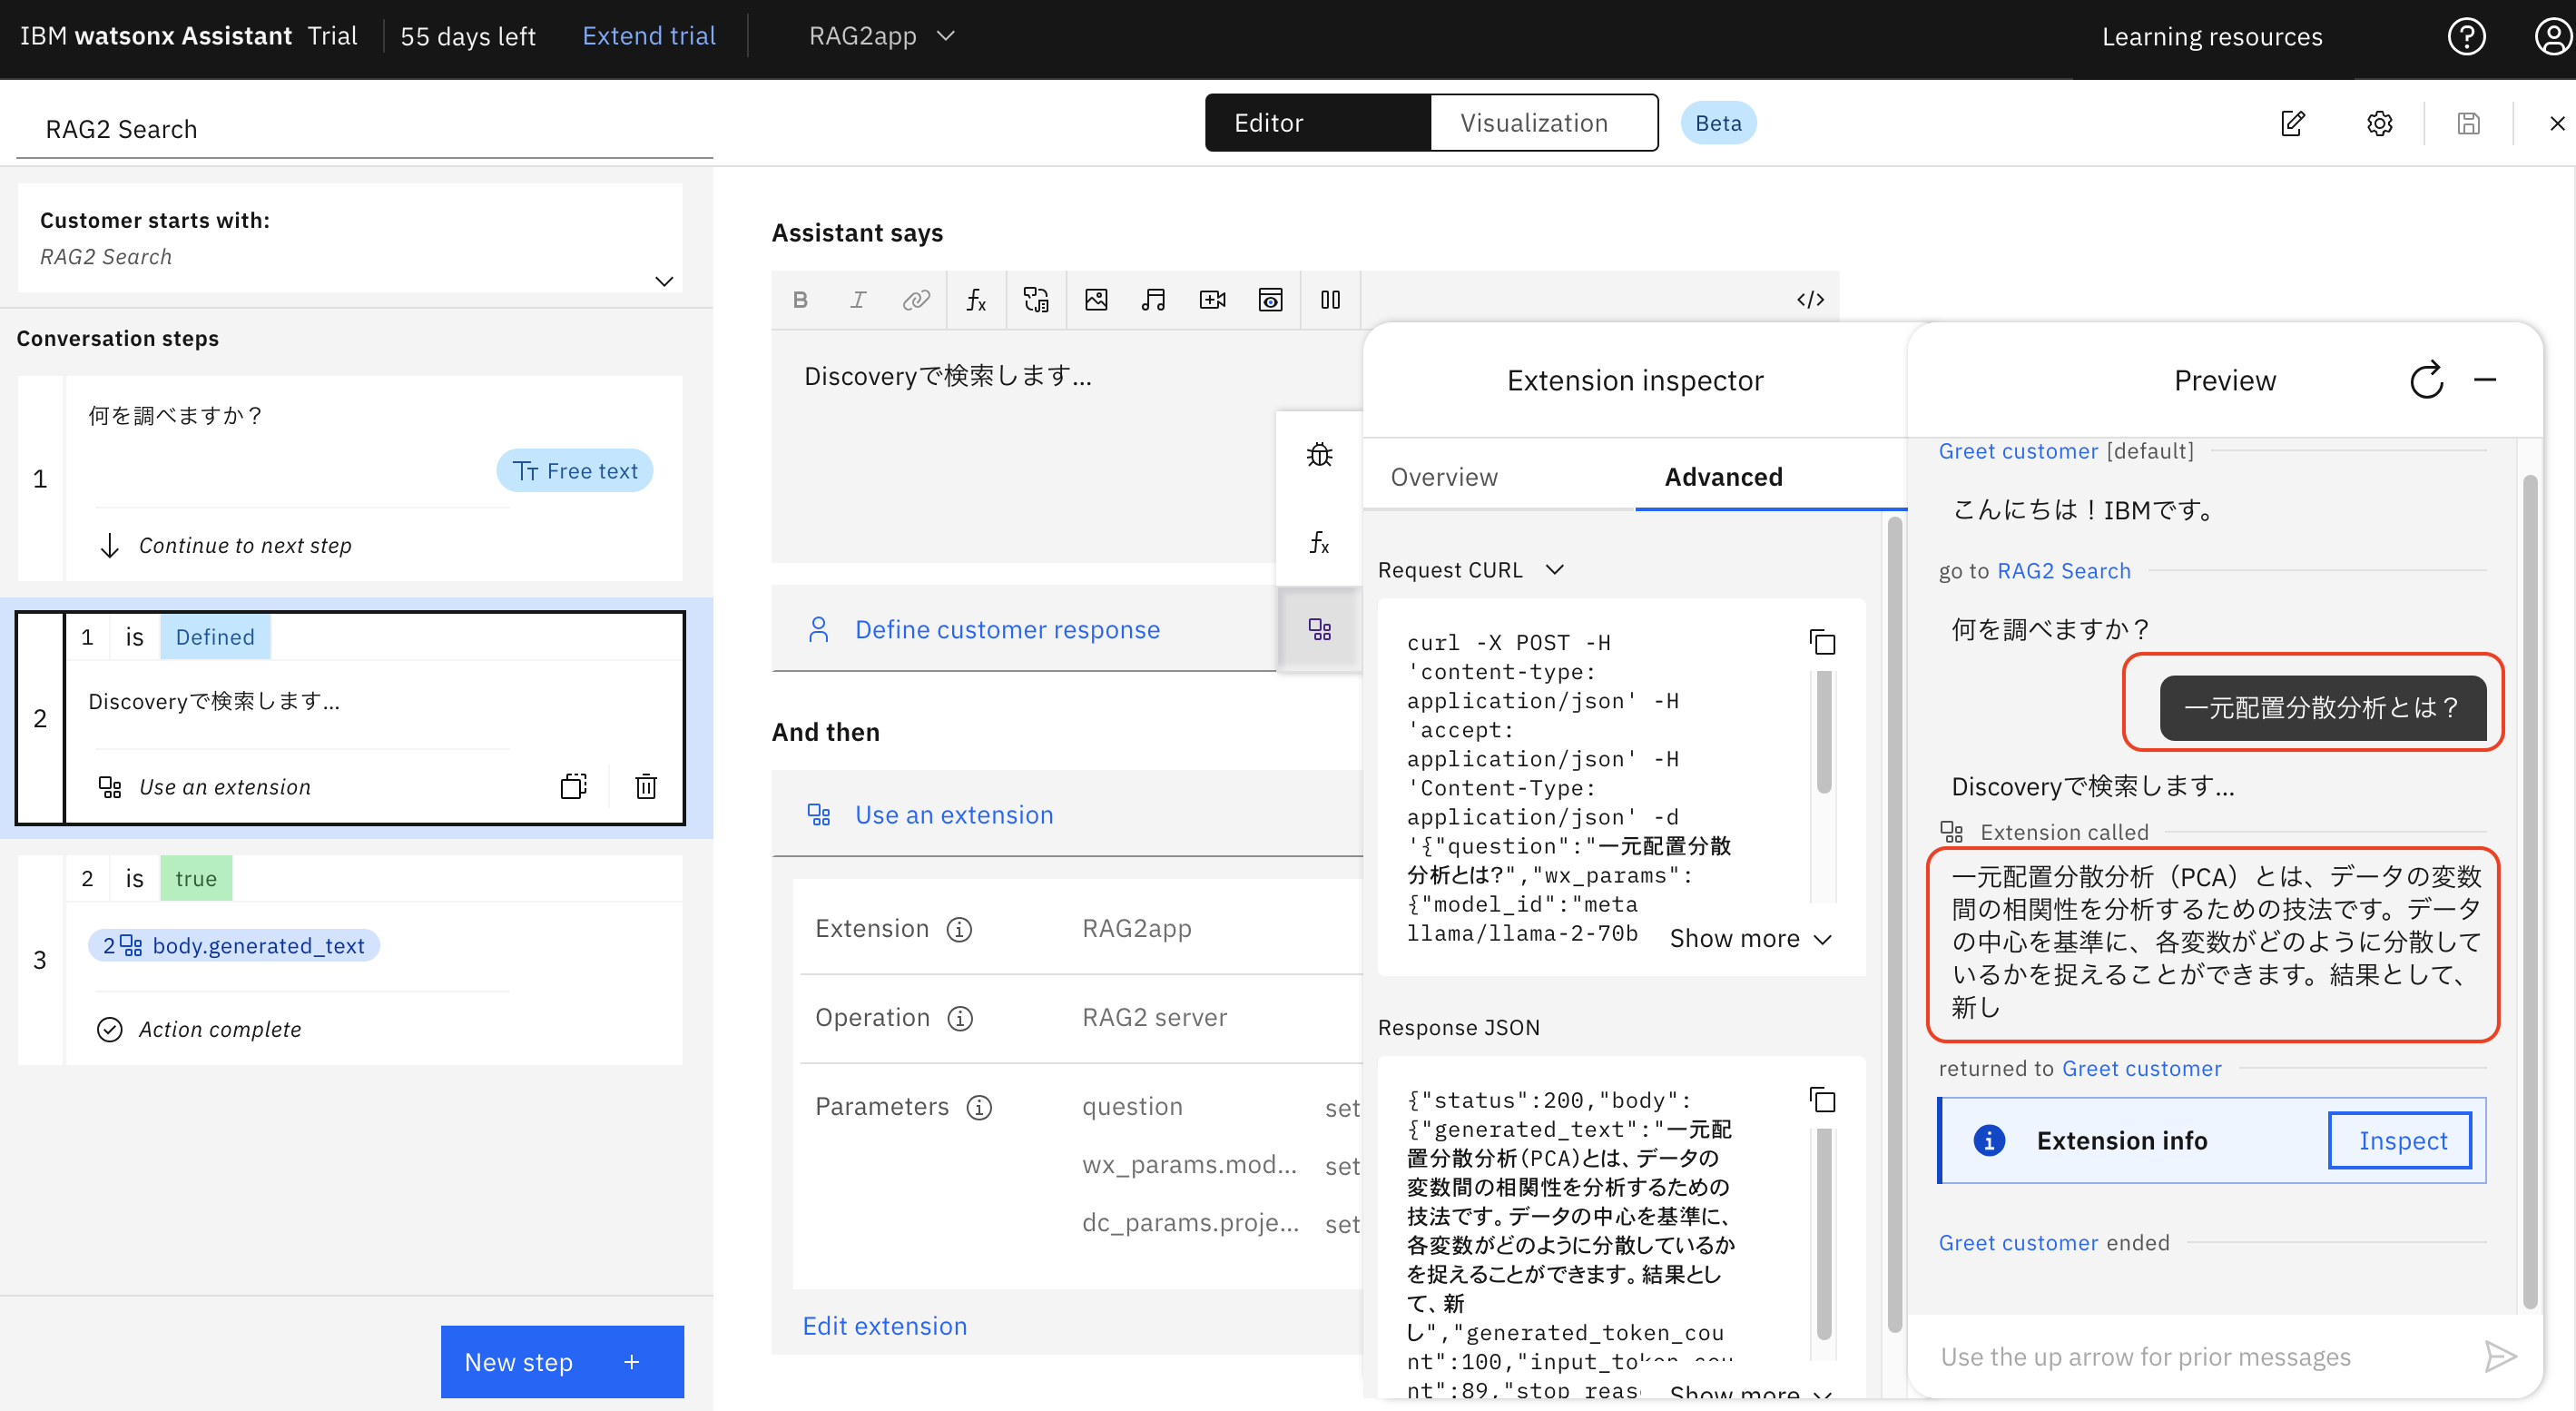 IBM watsonx Assistant Trial
55 days left
Extend trial
RAG2app
Learning resources
RAG2 Search
Editor
Visualization
Beta
Customer starts with:
RAG2 Search
Conversation steps
1
何を調べますか？
Free text
Continue to next step
2
1 is Defined
Discoveryで検索します...
Use an extension
3
2 is true
2 body.generated_text
Action complete
New step +
Assistant says
B I fx
Discoveryで検索します...
Define customer response
And then
Use an extension
Extension RAG2app
Operation RAG2 server
Parameters question set
wx_params.mod... set
dc_params.proje... set
Edit extension
fx
Extension inspector
Overview
Advanced
Request CURL
curl -X POST -H
'content-type:
application/json' -H
'accept:
application/json' -H
'Content-Type:
application/json' -d
'{"question":"一元配置分散
分析とは?","wx_params":
{"model_id":"meta
llama/llama-2-70b
Show more
Response JSON
{"status":200,"body":
{"generated_text":"一元配
置分散分析(PCA)とは、データの
変数間の相関性を分析するための
技法です。データの中心を基準に、
各変数がどのように分散しているか
を捉えることができます。結果とし
て、新
し","generated_token_cou
nt":100,"input_token_cou
nt":89,"stop_reas
Show more
Preview
Greet customer [default]
こんにちは！IBMです。
go to RAG2 Search
何を調べますか？
一元配置分散分析とは？
Discoveryで検索します...
Extension called
一元配置分散分析（PCA）とは、データの変数
間の相関性を分析するための技法です。データ
の中心を基準に、各変数がどのように分散して
いるかを捉えることができます。結果として、
新し
returned to Greet customer
Extension info
Inspect
Greet customer ended
Use the up arrow for prior messages